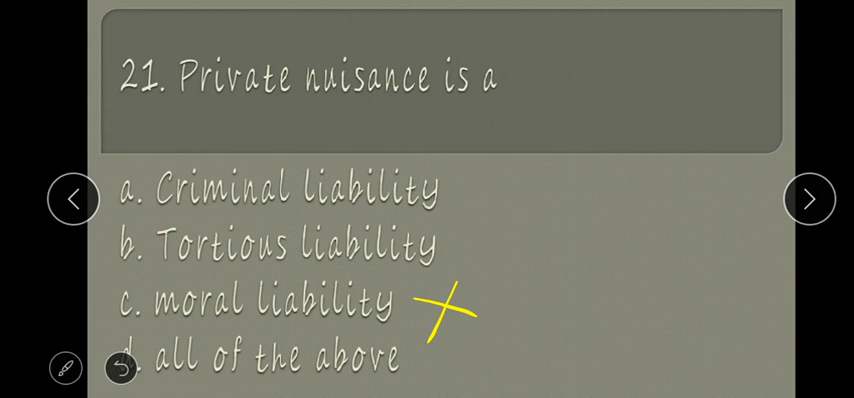 21. Private nuisance is a
a. Criminal liability
b. Tortious liability
c. moral liability
d. all of the above